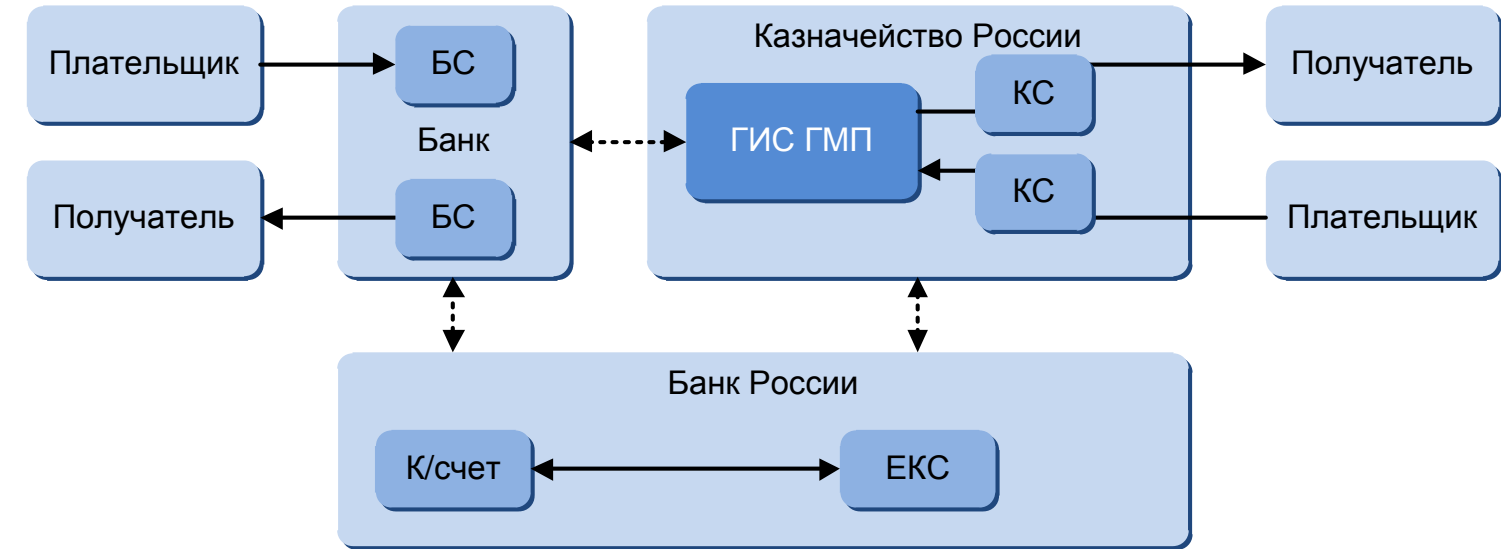 Плательщик
БС
Казначейство России
КС
Получатель
Банк
ГИС ГМП
Получатель
БС
КС
Плательщик
Банк России
К/счет
ЕКС